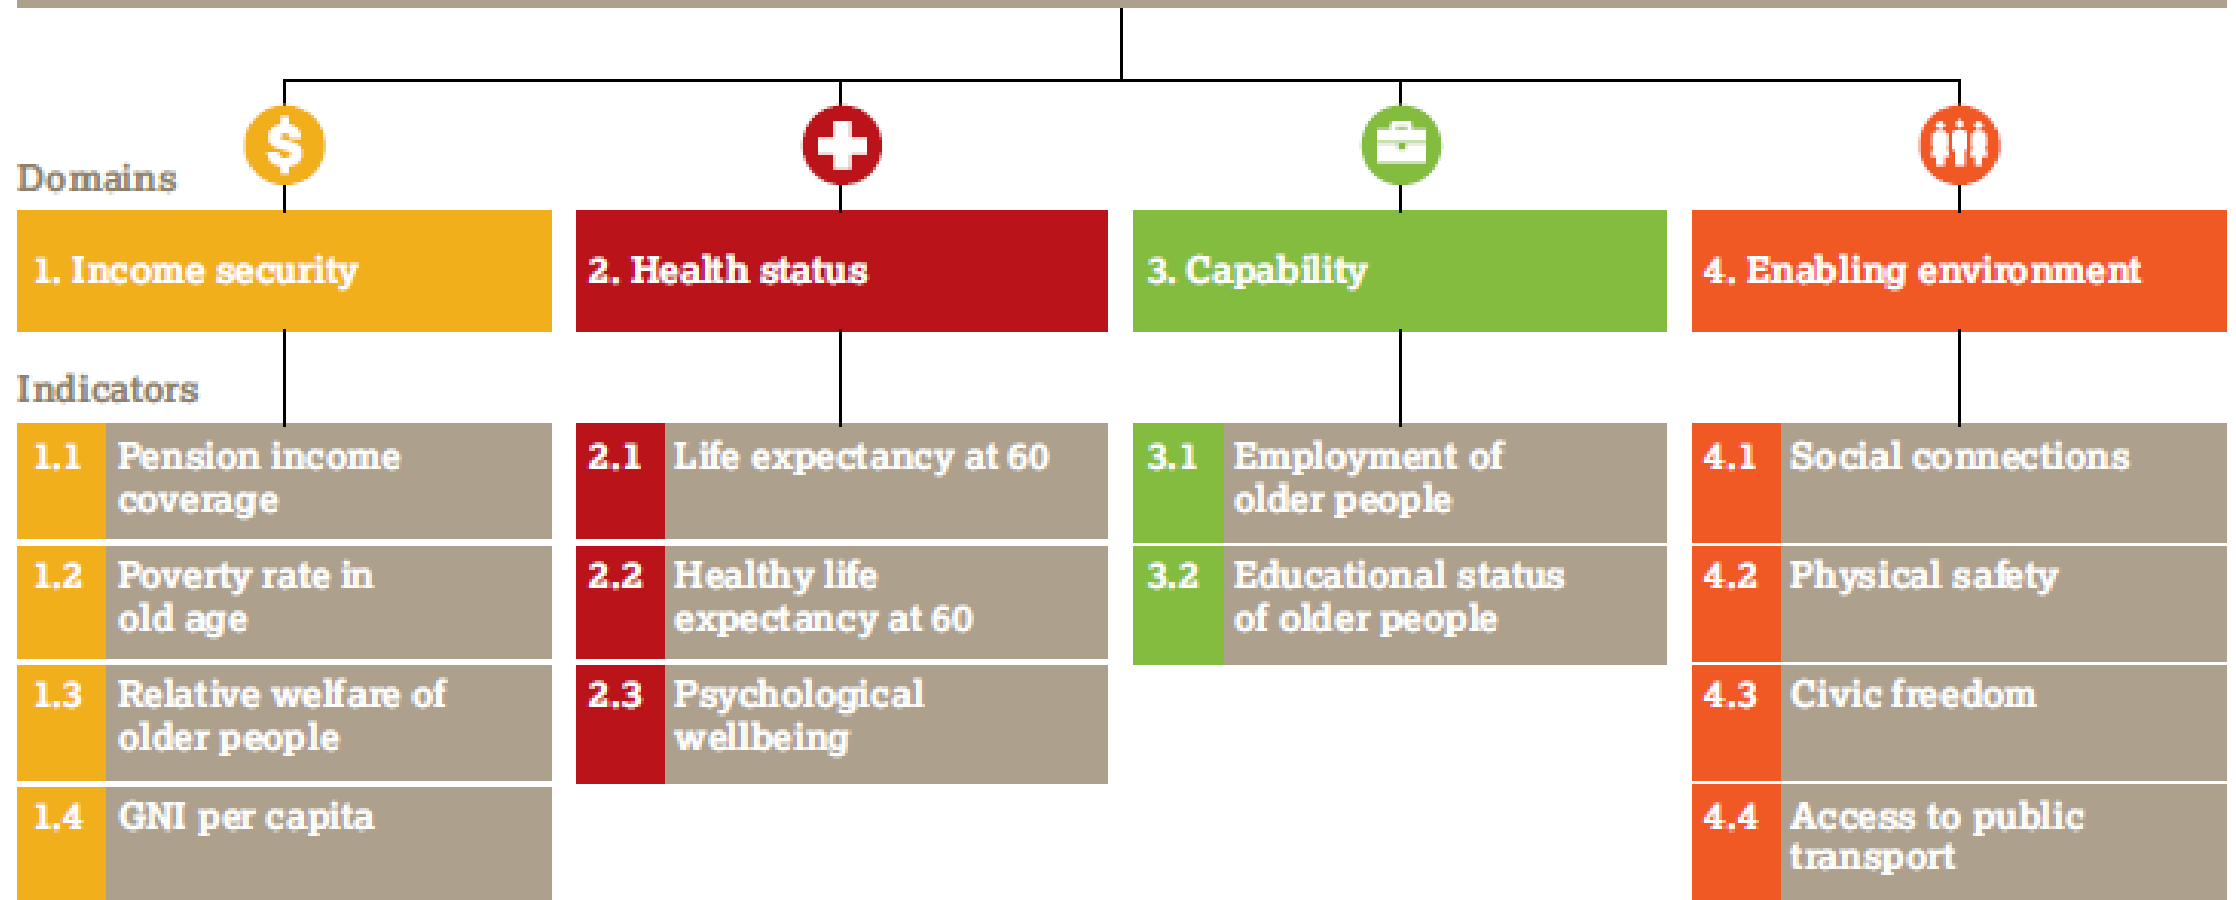 Domains
1. Income security
2. Health status
3. Capability
4. Enabling environment
Indicators
1.1 Pension income
coverage
1.2 Poverty rate in
old age
1.3 Relative welfare of
older people
1.4 GNI per capita
2.1 Life expectancy at 60
2.2 Healthy life
expectancy at 60
2.3 Psychological
wellbeing
3.1 Employment of
older people
3.2 Educational status
of older people
4.1 Social connections
4.2 Physical safety
4.3 Civic freedom
4.4 Access to public
transport